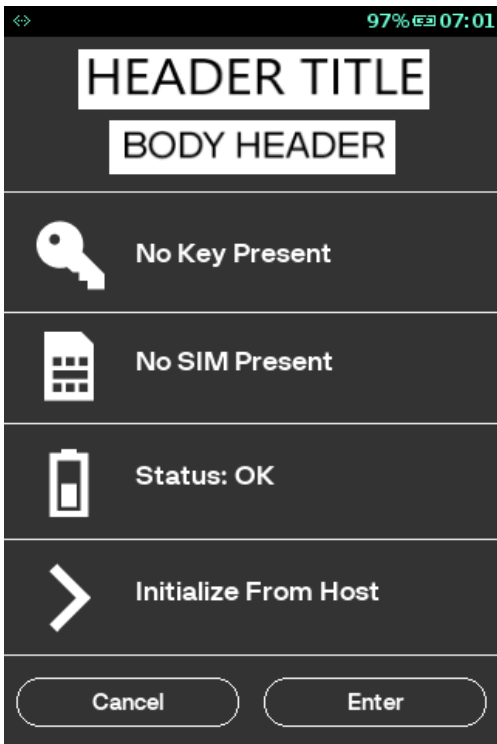 97% 07:01
HEADER TITLE
BODY HEADER
No Key Present
No SIM Present
Status: OK
Initialize From Host
Cancel Enter